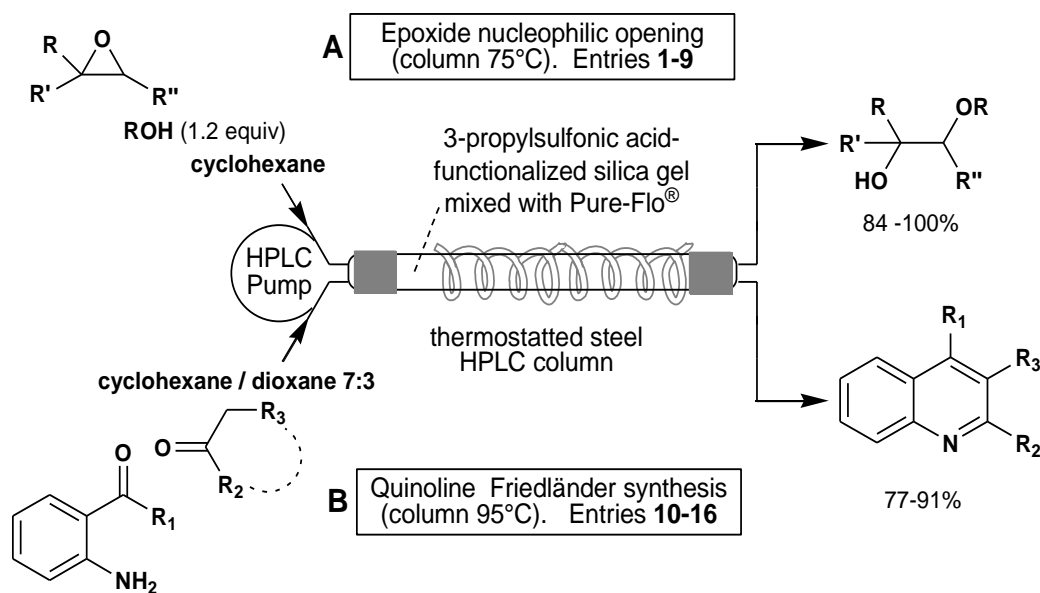 R
O
R'
R"
ROH (1.2 equiv)
cyclohexane
A
Epoxide nucleophilic opening
(column 75°C). Entries 1-9
3-propylsulfonic acid-
functionalized silica gel
mixed with Pure-Flo®
R
OR
R'
HO
R"
84 -100%
HPLC
Pump
thermostatted steel
HPLC column
cyclohexane / dioxane 7:3
R3
O
R2
O
R1
NH2
B
Quinoline Friedländer synthesis
(column 95°C). Entries 10-16
R1
R3
N
R2
77-91%